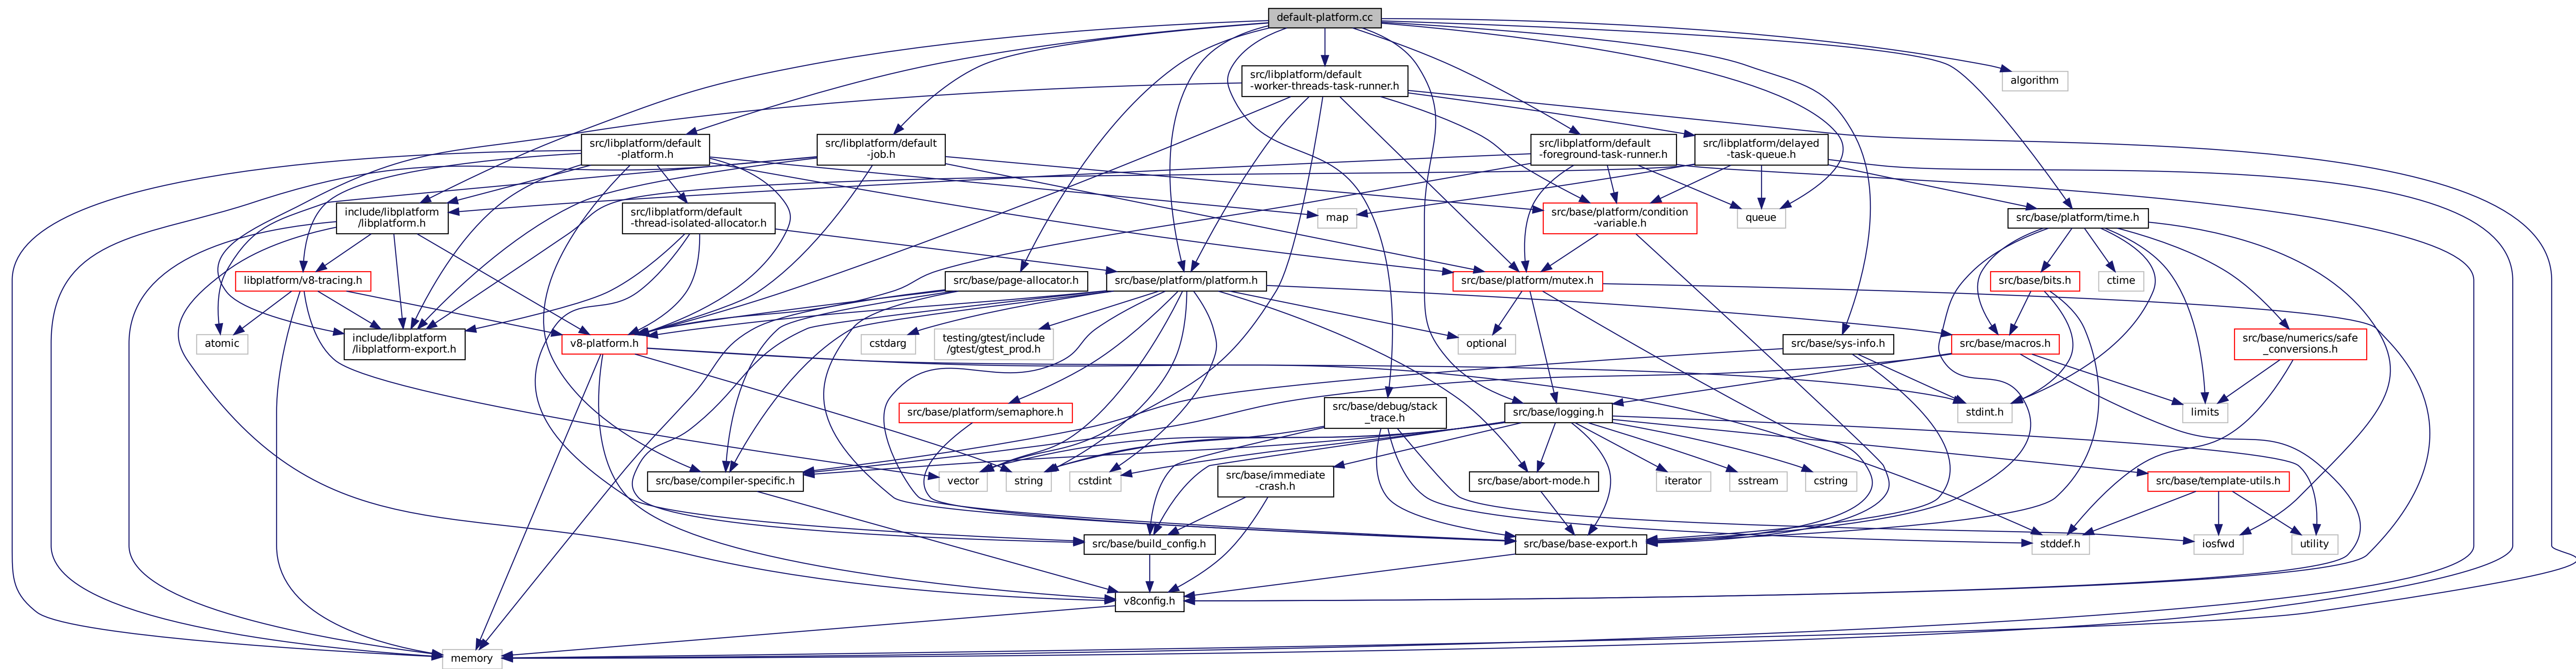 default-platform.cc
src/libplatform/default
-worker-threads-task-runner.h
algorithm
src/libplatform/default
-platform.h
src/libplatform/default
-job.h
src/libplatform/default
-foreground-task-runner.h
src/libplatform/delayed
-task-queue.h
include/libplatform
/libplatform.h
src/libplatform/default
-thread-isolated-allocator.h
map
src/base/platform/condition
-variable.h
queue
src/base/platform/time.h
libplatform/v8-tracing.h
src/base/page-allocator.h
src/base/platform/platform.h
src/base/platform/mutex.h
src/base/bits.h
ctime
atomic
include/libplatform
/libplatform-export.h
v8-platform.h
cstdarg
testing/gtest/include
/gtest/gtest_prod.h
optional
src/base/sys-info.h
src/base/macros.h
src/base/numerics/safe
_conversions.h
src/base/platform/semaphore.h
src/base/debug/stack
_trace.h
src/base/logging.h
stdint.h
limits
src/base/compiler-specific.h
vector
string
cstdint
src/base/immediate
-crash.h
src/base/abort-mode.h
iterator
sstream
cstring
src/base/template-utils.h
src/base/build_config.h
src/base/base-export.h
stddef.h
iosfwd
utility
v8config.h
memory